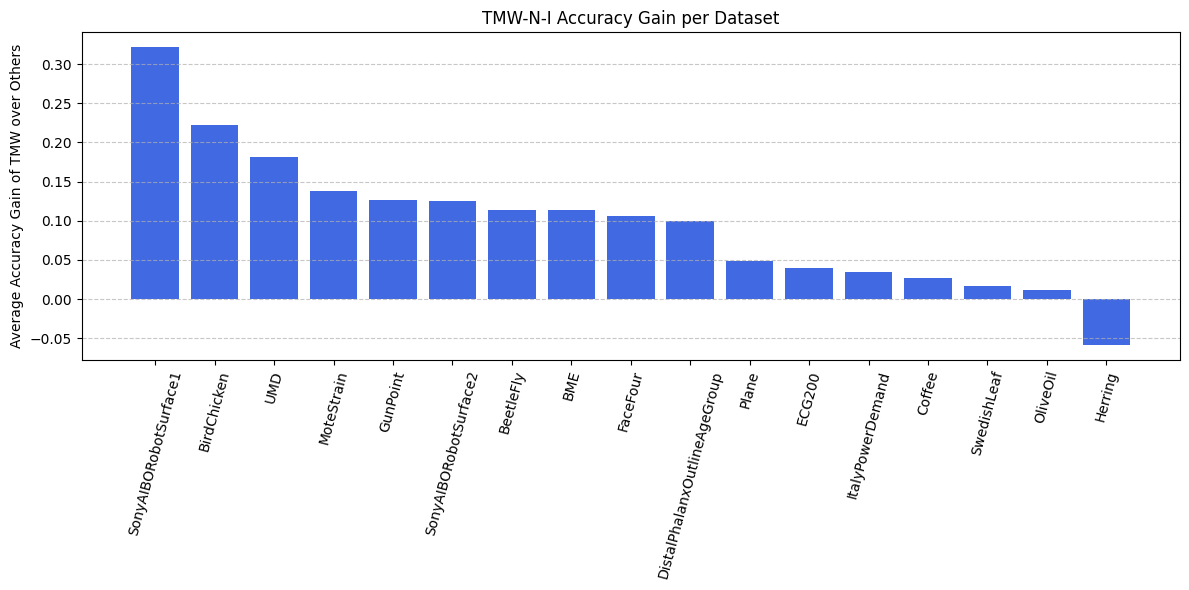 TMW-N-I Accuracy Gain per Dataset
Average Accuracy Gain of TMW over Others
0.30
0.25
0.20
0.15
0.10
0.05
0.00
−0.05
SonyAIBORobotSurface1
BirdChicken
UMD
MoteStrain
GunPoint
SonyAIBORobotSurface2
BeetleFly
BME
FaceFour
DistalPhalanxOutlineAgeGroup
Plane
ECG200
ItalyPowerDemand
Coffee
SwedishLeaf
OliveOil
Herring